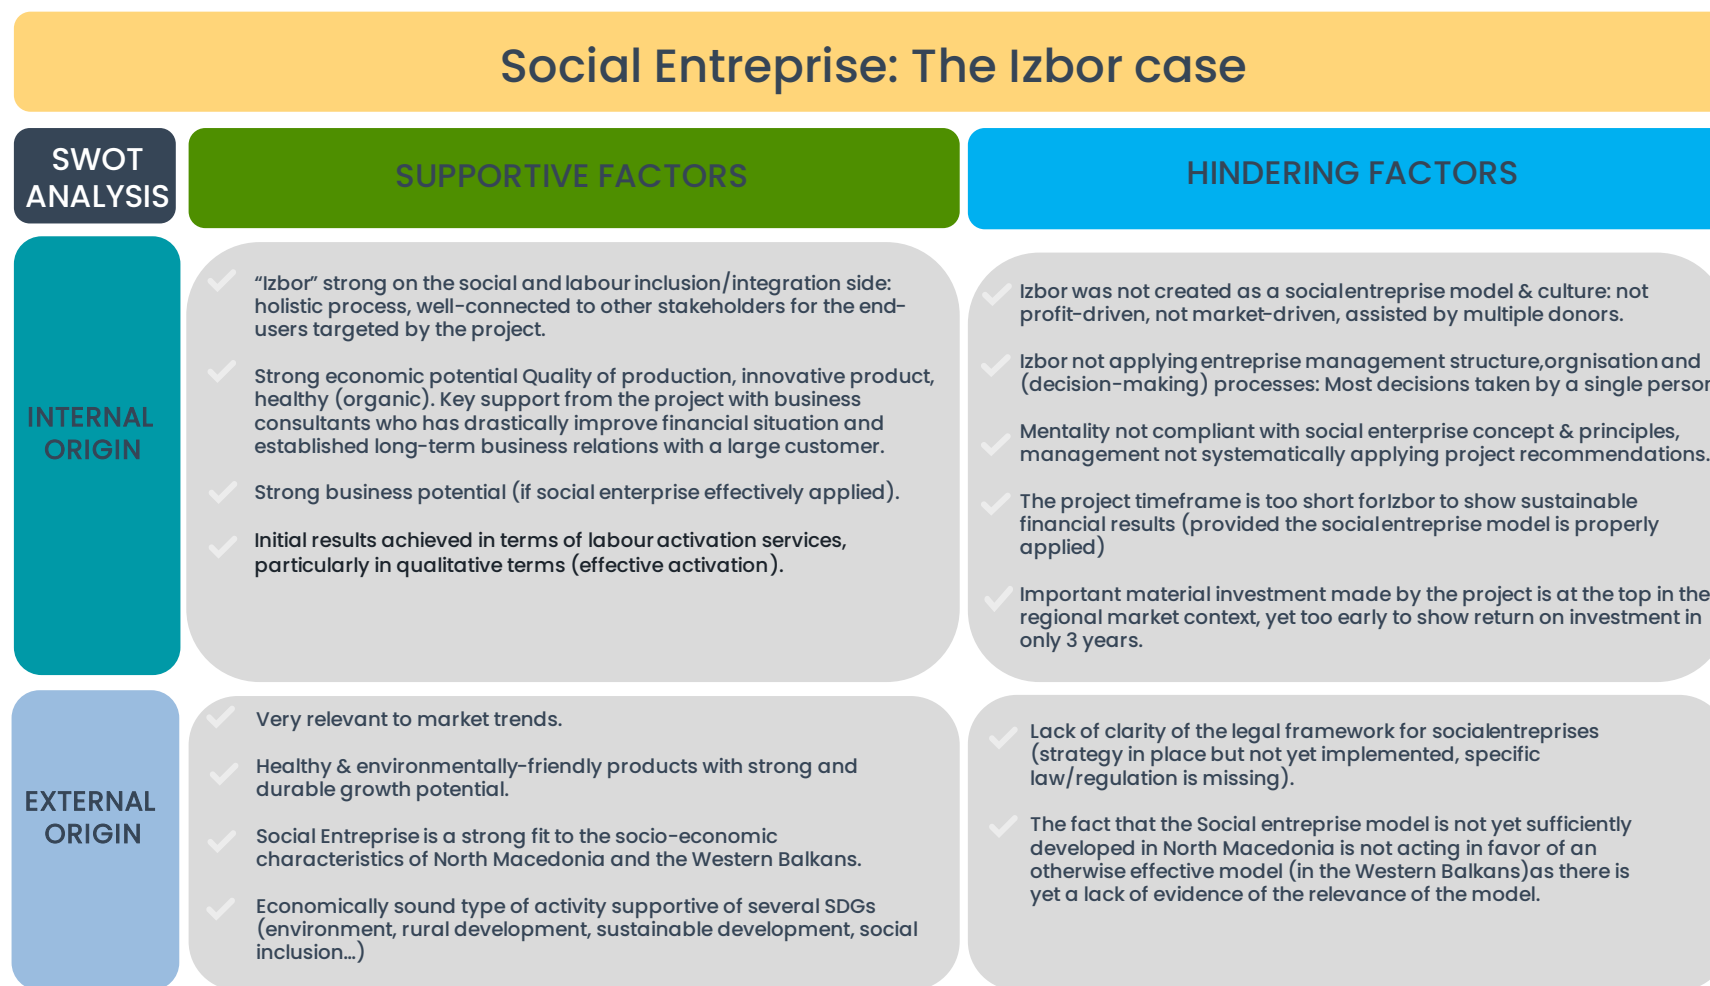 Social Entreprise: The Izbor case
SWOT
ANALYSIS
SUPPORTIVE FACTORS
HINDERING FACTORS
INTERNAL
ORIGIN
“Izbor” strong on the social and labour inclusion/integration side:
holistic process, well-connected to other stakeholders for the end-
users targeted by the project.
Strong economic potential Quality of production, innovative product,
healthy (organic). Key support from the project with business
consultants who has drastically improve financial situation and
established long-term business relations with a large customer.
Strong business potential (if social enterprise effectively applied).
Initial results achieved in terms of labour activation services,
particularly in qualitative terms (effective activation).
Izbor was not created as a socialentreprise model & culture: not
profit-driven, not market-driven, assisted by multiple donors.
Izbor not applying entreprise management structure,orgnisation and
(decision-making) processes: Most decisions taken by a single person
Mentality not compliant with social enterprise concept & principles,
management not systematically applying project recommendations.
The project timeframe is too short forIzbor to show sustainable
financial results (provided the socialentreprise model is properly
applied)
Important material investment made by the project is at the top in the
regional market context, yet too early to show return on investment in
only 3 years.
EXTERNAL
ORIGIN
Very relevant to market trends.
Healthy & environmentally-friendly products with strong and
durable growth potential.
Social Entreprise is a strong fit to the socio-economic
characteristics of North Macedonia and the Western Balkans.
Economically sound type of activity supportive of several SDGs
(environment, rural development, sustainable development, social
inclusion…)
Lack of clarity of the legal framework for socialentreprises
(strategy in place but not yet implemented, specific
law/regulation is missing).
The fact that the Social entreprise model is not yet sufficiently
developed in North Macedonia is not acting in favor of an
otherwise effective model (in the Western Balkans)as there is
yet a lack of evidence of the relevance of the model.